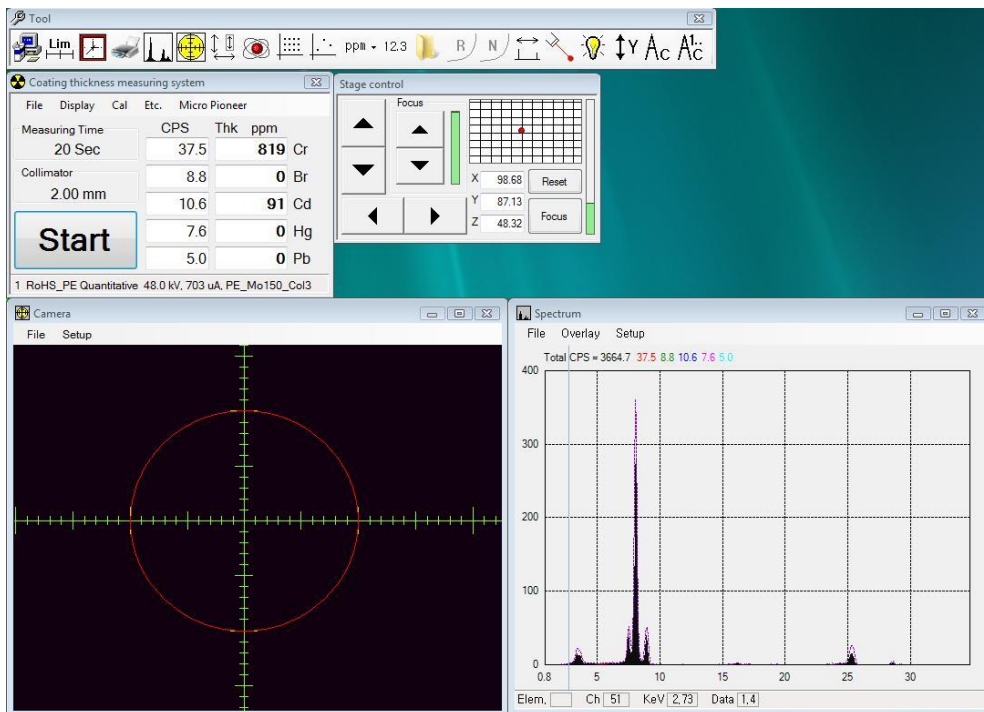 Tool
Lim ppm 12.3 R N Y Ac Ac
Coating thickness measuring system
File Display Cal Etc. Micro Pioneer
Measuring Time
20 Sec
Collimator
2.00 mm
Start
CPS Thk ppm
37.5 819 Cr
8.8 0 Br
10.6 91 Cd
7.6 0 Hg
5.0 0 Pb
1 RoHS_PE Quantitative 48.0 kV, 703 uA, PE_Mo150_Col3
Stage control
Focus
X 98.68 Reset
Y 87.13
Z 48.32 Focus
Camera
File Setup
Spectrum
File Overlay Setup
Total CPS = 3664.7 37.5 8.8 10.6 7.6 5.0
400
300
200
100
0
0.8 5 10 15 20 25 30
Elem, Ch 51 KeV 2,73 Data 1,4